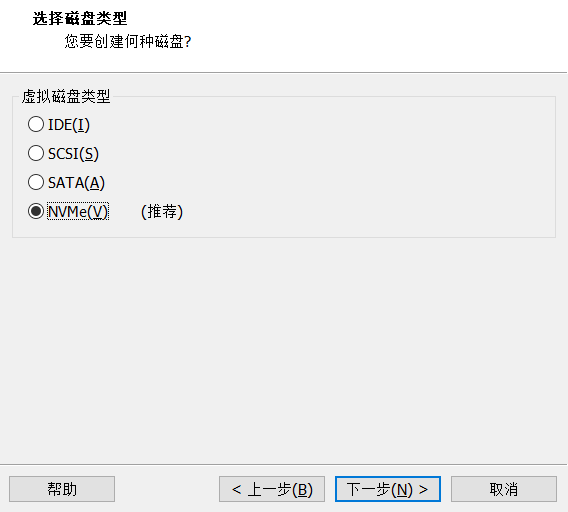 选择磁盘类型
您要创建何种磁盘?
虚拟磁盘类型
IDE(I)
SCSI(S)
SATA(A)
NVMe(V) (推荐)
帮助 < 上一步(B) 下一步(N) > 取消